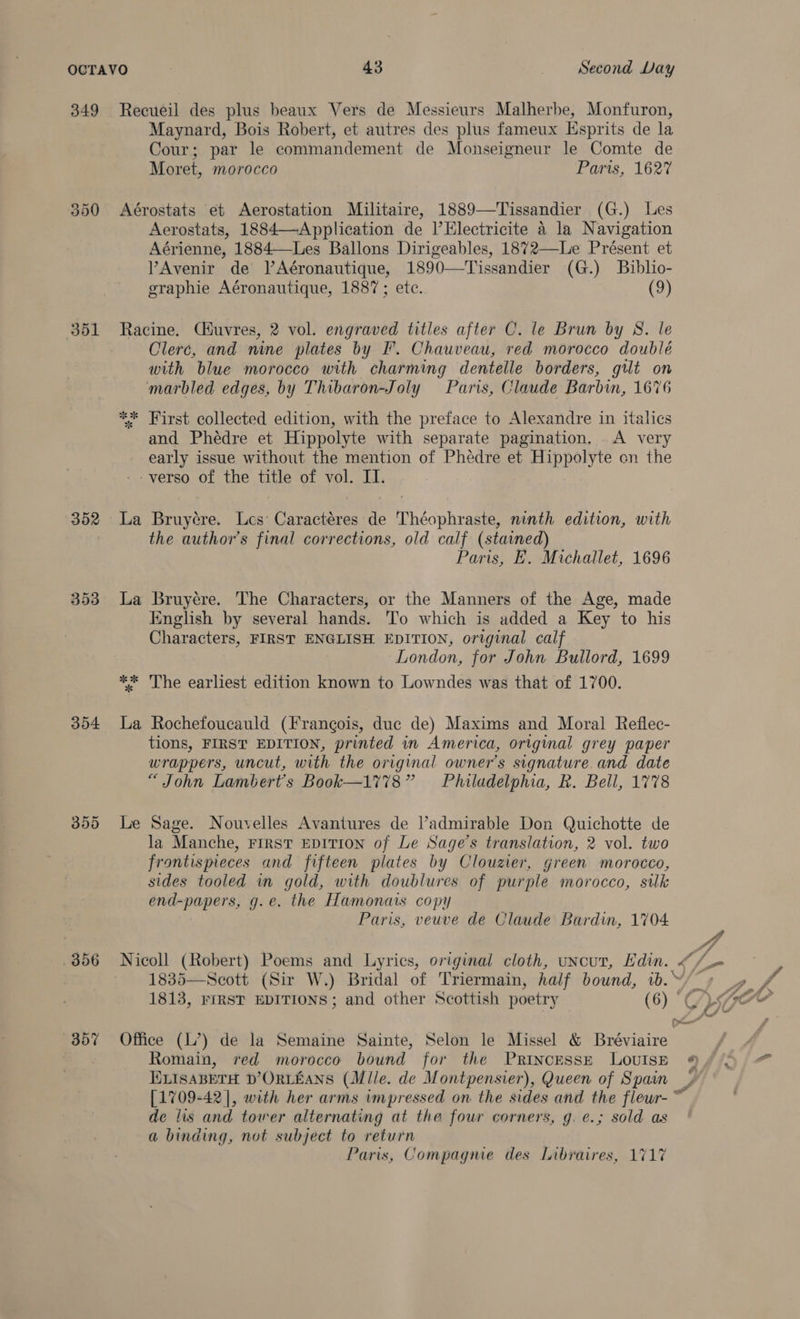 OCTAVO 43 Second Day
349 Recueil des plus beaux Vers de Messieurs Malherbe, Monfuron,
Maynard, Bois Robert, et autres des plus fameux Esprits de la
Cour; par le commandement de Monseigneur le Comte de
Moret, morocco Paris, 1627
350 Aérostats et Aerostation Militaire, 1889—Tissandier (G.) Les
Aerostats, 1884—Application de l'Electricite à la Navigation
Aérienne, 1884—Les Ballons Dirigeables, 1872—Le Présent et
l'Avenir de l'Aéronautique, 1890—Tissandier (G.) Biblio-
graphie Aéronautique, 1887; etc. (9)
351 Racine. Œuvres, 2 vol. engraved titles after C. le Brun by S. le
Clerc, and nine plates by F. Chauveau, red morocco doublé
with blue morocco with charming dentelle borders, gilt on
marbled edges, by Thibaron-Joly Paris, Claude Barbin, 1676
*** First collected edition, with the preface to Alexandre in italics
and Phédre et Hippolyte with separate pagination. A very
early issue without the mention of Phèdre et Hippolyte on the
verso of the title of vol. II.
352 La Bruyère. Les Caractéres de Théophraste, ninth edition, with
the author's final corrections, old calf (stained)
Paris, E. Michallet, 1696
353 La Bruyére. The Characters, or the Manners of the Age, made
English by several hands. To which is added a Key to his
Characters, FIRST ENGLISH EDITION, original calf
London, for John Bullord, 1699
*** The earliest edition known to Lowndes was that of 1700.
354 La Rochefoucauld (François, duc de) Maxims and Moral Reflec-
tions, FIRST EDITION, printed in America, original grey paper
wrappers, uncut, with the original owner's signature and date
"John Lambert's Book—1778" Philadelphia, R. Bell, 1778
355 Le Sage. Nouvelles Avantures de l'admirable Don Quichotte de
la Manche, FIRST EDITION of Le Sage's translation, 2 vol. two
frontispieces and fifteen plates by Clouzier, green morocco,
sides tooled in gold, with doublures of purple morocco, silk
end-papers, g. e. the Hamonais copy
Paris, veuve de Claude Bardin, 1704
356 Nicoll (Robert) Poems and Lyrics, original cloth, UNCUT, Edin.
1835—Scott (Sir W.) Bridal of Triermain, half bound, ib.
1813, FIRST EDITIONS; and other Scottish poetry (6)
357 Office (L') de la Semaine Sainte, Selon le Missel & Bréviaire
Romain, red morocco bound for the PRINCESSE LOUISE
ELISABETH D'ORLÉANS (Mlle. de Montpensier), Queen of Spain
[1709-42], with her arms impressed on the sides and the fleur-
de lis and tower alternating at the four corners, g. e.; sold as
a binding, not subject to return
Paris, Compagnie des Libraires, 1717